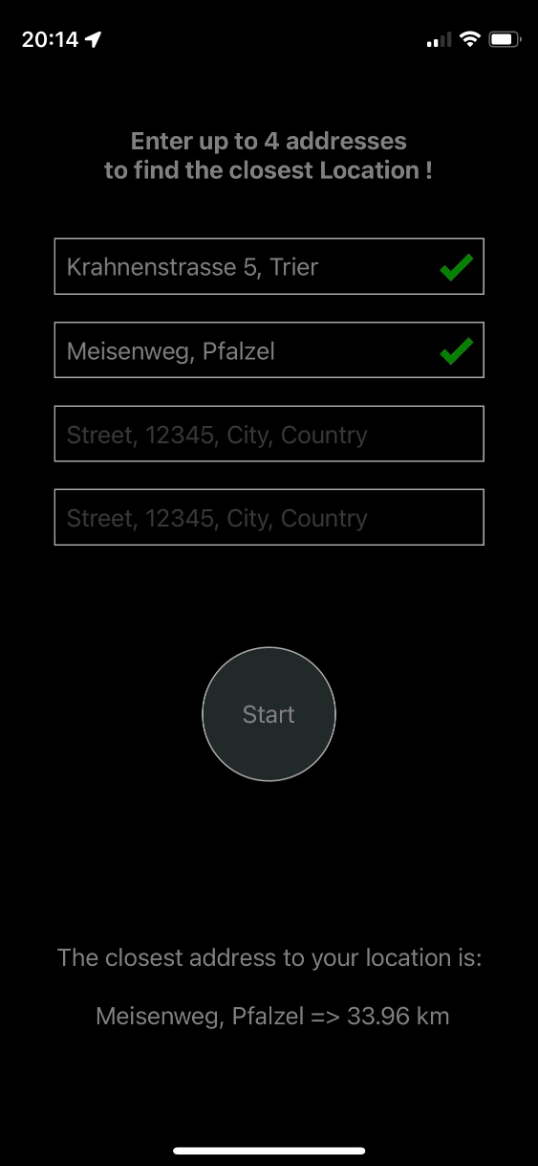 20:14
Enter up to 4 addresses
to find the closest Location !
Krahnenstrasse 5, Trier
Meisenweg, Pfalzel
Street, 12345, City, Country
Street, 12345, City, Country
Start
The closest address to your location is:
Meisenweg, Pfalzel => 33.96 km